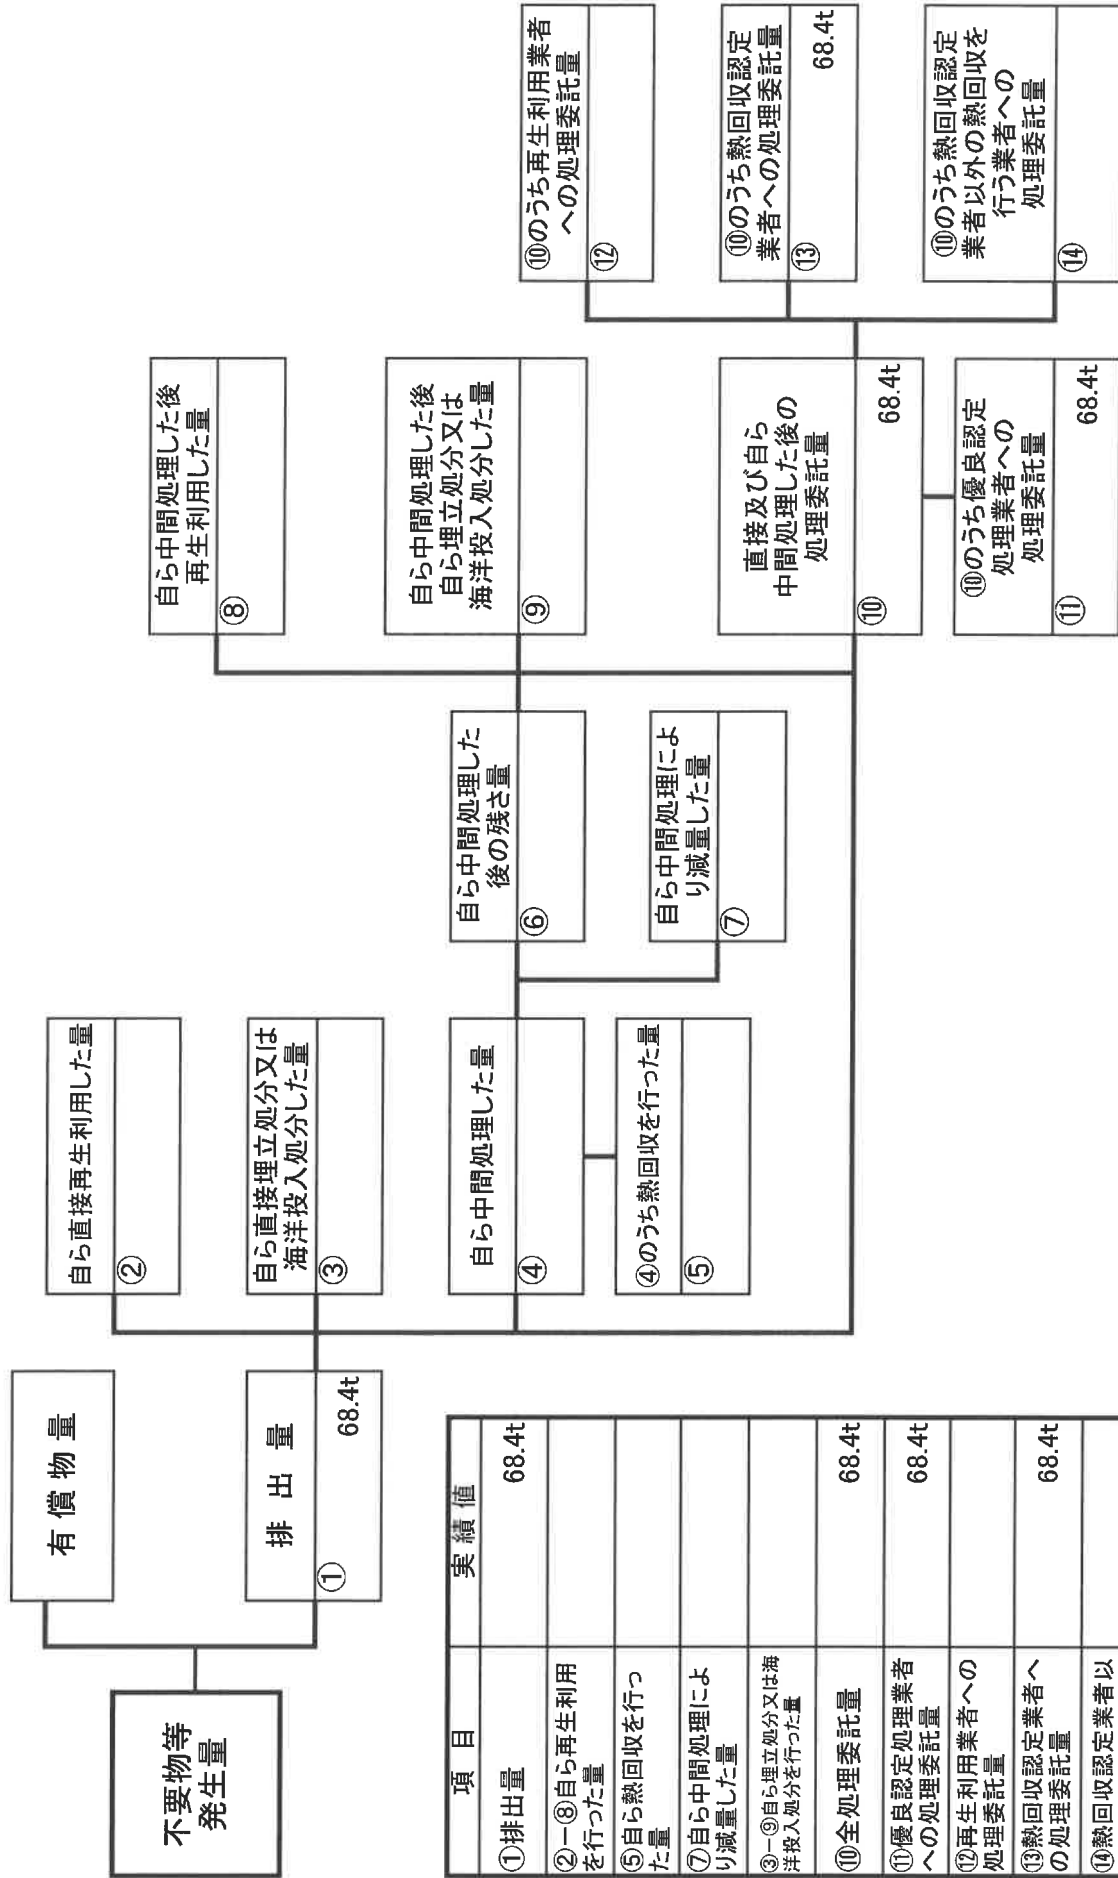 不要物等
発生量
有償物量
排出量
①
68.4t
自ら直接再生利用した量
②
自ら直接埋立処分又は
海洋投入処分した量
③
自ら中間処理した量
④
④のうち熱回収を行った量
⑤
自ら中間処理した
後の残さ量
⑥
自ら中間処理によ
り減量した量
⑦
自ら中間処理した後
再生利用した量
⑧
自ら中間処理した後
自ら埋立処分又は
海洋投入処分した量
⑨
直接及び自ら
中間処理した後の
処理委託量
⑩
68.4t
⑩のうち優良認定
処理業者への
処理委託量
⑪
68.4t
⑩のうち再生利用業者
への処理委託量
⑫
⑩のうち熱回収認定
業者への処理委託量
⑬
68.4t
⑩のうち熱回収認定
業者以外の熱回収を
行う業者への
処理委託量
⑭
項目 実績値
①排出量 68.4t
②ー⑧自ら再生利用
を行った量
⑤自ら熱回収を行っ
た量
⑦自ら中間処理によ
り減量した量
③ー⑨自ら埋立処分又は海
洋投入処分を行った量
⑩全処理委託量 68.4t
⑪優良認定処理業者
への処理委託量 68.4t
⑫再生利用業者への
処理委託量
⑬熱回収認定業者へ
の処理委託量 68.4t
⑭熱回収認定業者以